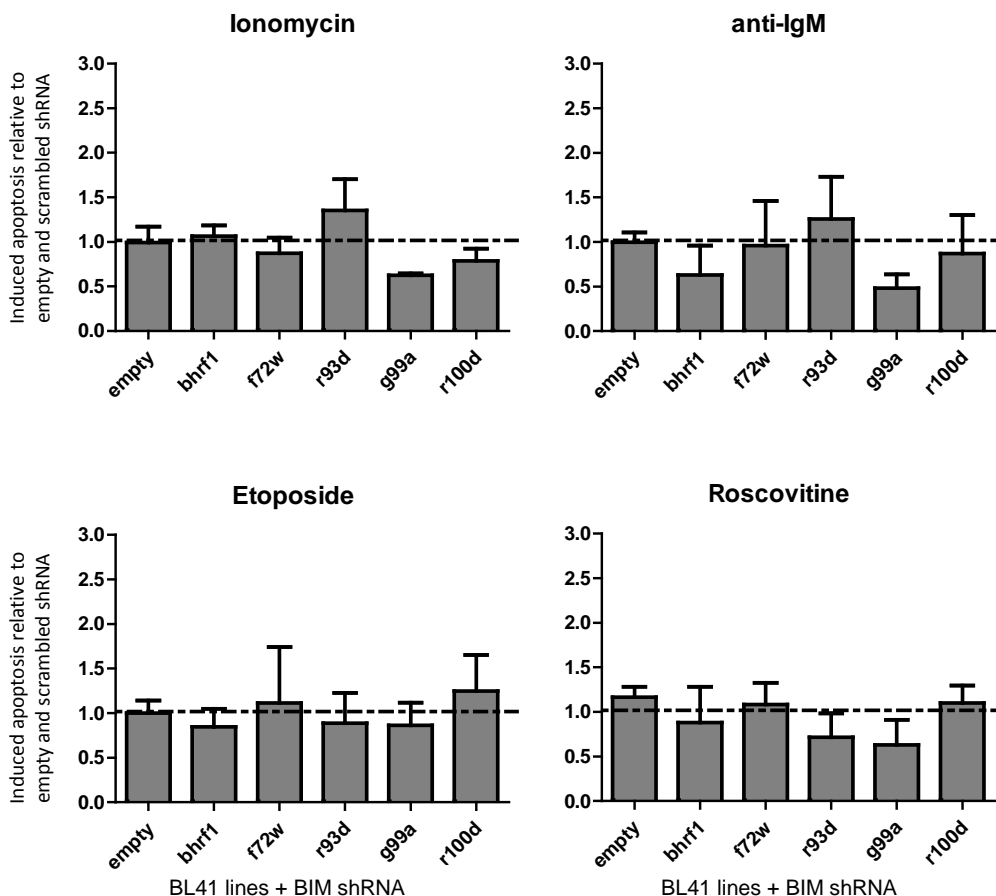 Ionomycin
Induced apoptosis relative to
empty and scrambled shRNA
3.0
2.5
2.0
1.5
1.0
0.5
0.0
empty
bhrf1
f72w
r93d
g99a
r100d
anti-IgM
3.0
2.5
2.0
1.5
1.0
0.5
0.0
empty
bhrf1
f72w
r93d
g99a
r100d
Etoposide
Induced apoptosis relative to
empty and scrambled shRNA
3.0
2.5
2.0
1.5
1.0
0.5
0.0
empty
bhrf1
f72w
r93d
g99a
r100d
BL41 lines + BIM shRNA
Roscovitine
3.0
2.5
2.0
1.5
1.0
0.5
0.0
empty
bhrf1
f72w
r93d
g99a
r100d
BL41 lines + BIM shRNA